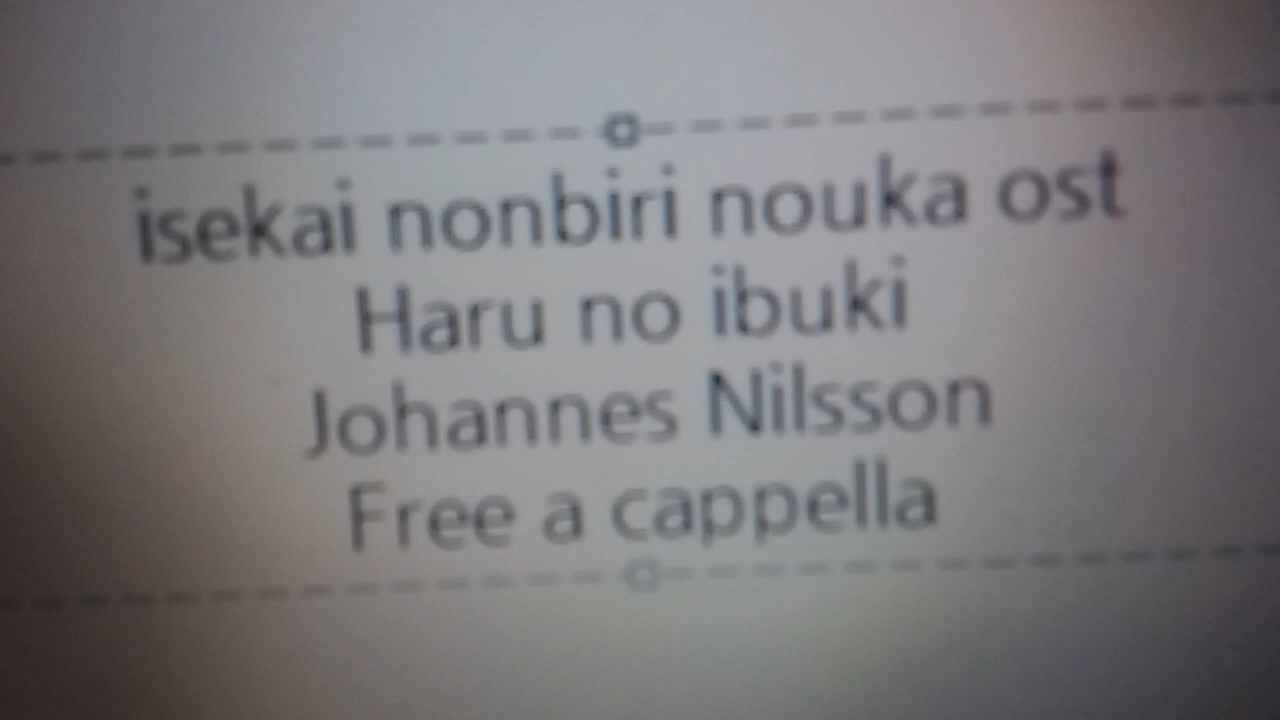 isekai nonbiri nouka ost
Haru no ibuki
Johannes Nilsson
Free a cappella